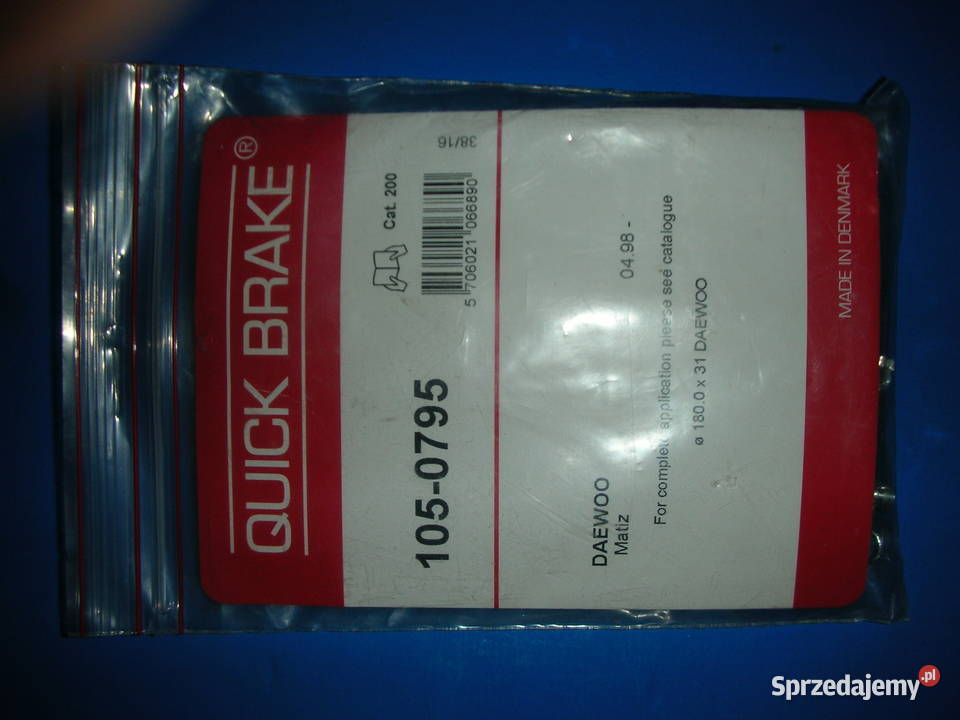 QUICK BRAKE®
105-0795
Cat. 200
5 706021 066890
38/16
DAEWOO
Matiz 04.98 -
For complete application please see catalogue
ø 180.0 x 31 DAEWOO
MADE IN DENMARK
Sprzedajemy.pl